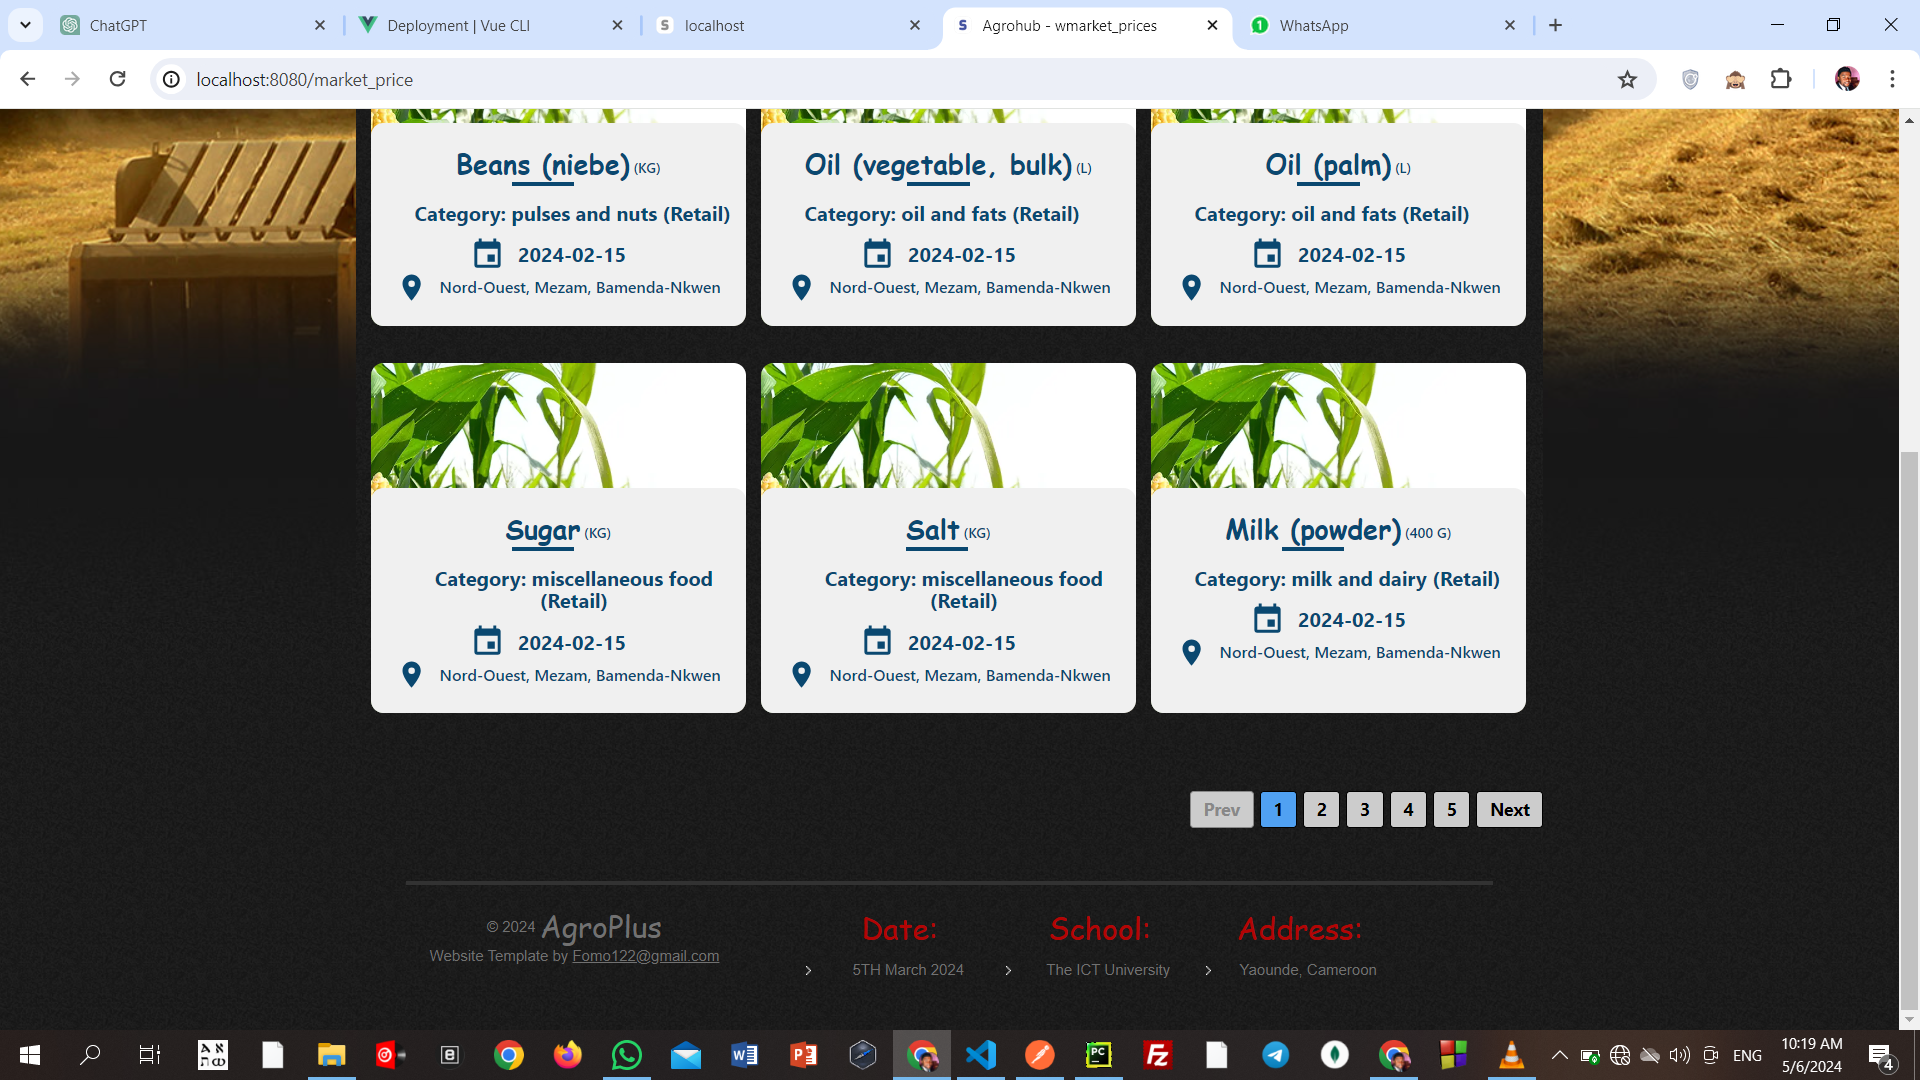 ChatGPT
Deployment | Vue CLI
localhost
Agrohub - wmarket_prices
WhatsApp
localhost:8080/market_price
Beans (niebe) (KG)
Category: pulses and nuts (Retail)
2024-02-15
Nord-Ouest, Mezam, Bamenda-Nkwen
Oil (vegetable, bulk) (L)
Category: oil and fats (Retail)
2024-02-15
Nord-Ouest, Mezam, Bamenda-Nkwen
Oil (palm) (L)
Category: oil and fats (Retail)
2024-02-15
Nord-Ouest, Mezam, Bamenda-Nkwen
Sugar (KG)
Category: miscellaneous food
(Retail)
2024-02-15
Nord-Ouest, Mezam, Bamenda-Nkwen
Salt (KG)
Category: miscellaneous food
(Retail)
2024-02-15
Nord-Ouest, Mezam, Bamenda-Nkwen
Milk (powder) (400 G)
Category: milk and dairy (Retail)
2024-02-15
Nord-Ouest, Mezam, Bamenda-Nkwen
Prev 1 2 3 4 5 Next
© 2024 AgroPlus
Website Template by Fomo122@gmail.com
Date:
5TH March 2024
School:
The ICT University
Address:
Yaounde, Cameroon
ENG
10:19 AM
5/6/2024
4